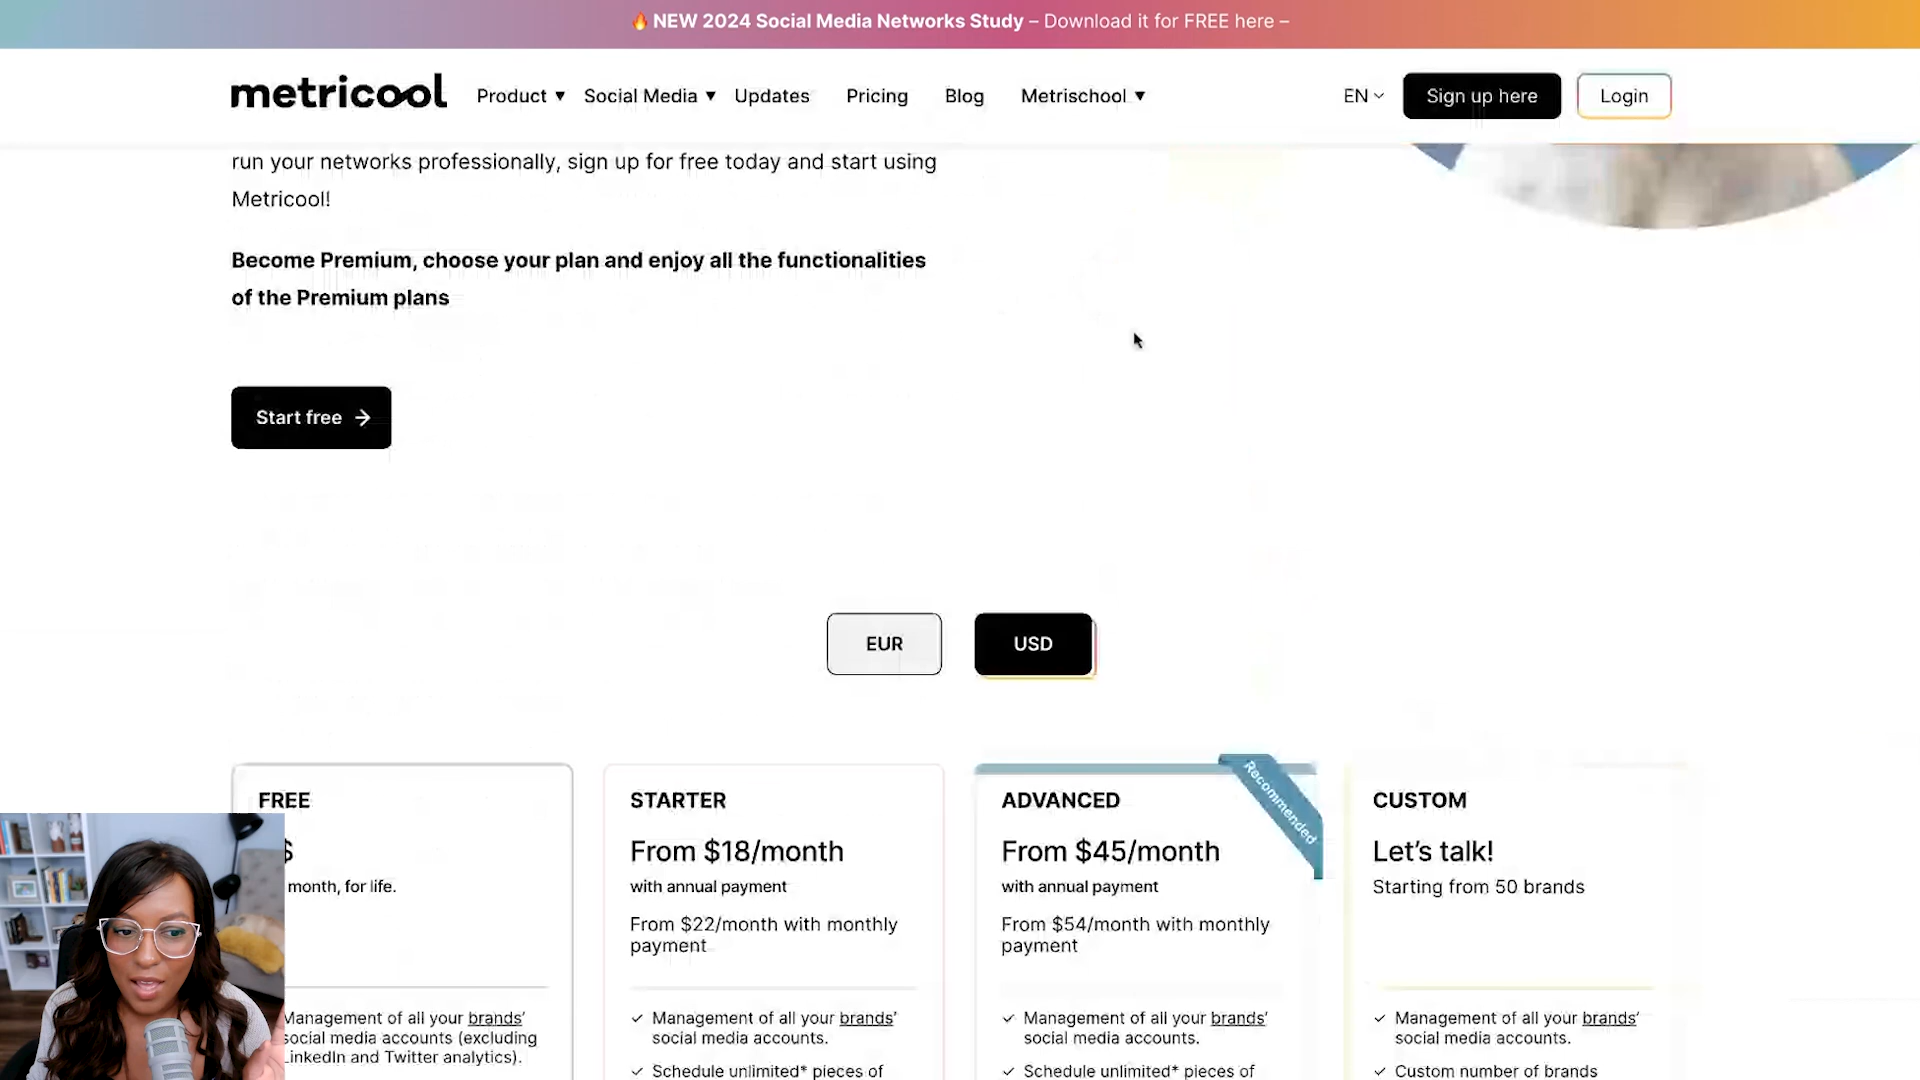 🔥 NEW 2024 Social Media Networks Study – Download it for FREE here –
metricool Product ▼ Social Media ▼ Updates Pricing Blog Metrischool ▼ EN Sign up here Login
run your networks professionally, sign up for free today and start using
Metricool!
Become Premium, choose your plan and enjoy all the functionalities
of the Premium plans
Start free →
EUR USD
FREE
$
month, for life.
Management of all your brands’
social media accounts (excluding
LinkedIn and Twitter analytics).
STARTER
From $18/month
with annual payment
From $22/month with monthly
payment
✓ Management of all your brands’
social media accounts.
✓ Schedule unlimited* pieces of
Recommended
ADVANCED
From $45/month
with annual payment
From $54/month with monthly
payment
✓ Management of all your brands’
social media accounts.
✓ Schedule unlimited* pieces of
CUSTOM
Let’s talk!
Starting from 50 brands
✓ Management of all your brands’
social media accounts.
✓ Custom number of brands